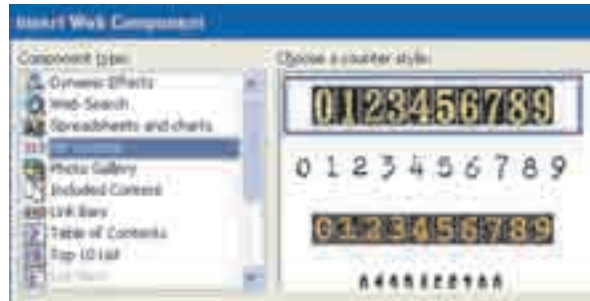 Insert Web Component
Component type:
Dynamic Effects
Web Search
Spreadsheets and charts
Photo Gallery
Included Content
Link Bars
Table of Contents
Top 10 List
Choose a counter style:
0123456789
0 1 2 3 4 5 6 7 8 9
0123456789